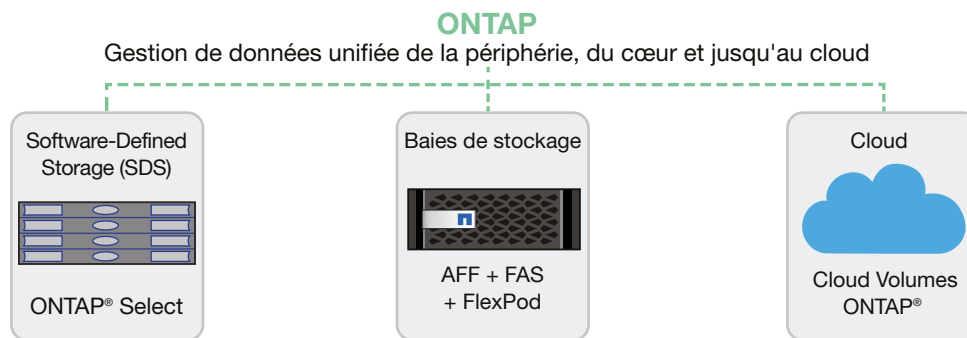 ONTAP
Gestion de données unifiée de la périphérie, du cœur et jusqu'au cloud
Software-Defined
Storage (SDS)
ONTAP® Select
Baies de stockage
AFF + FAS
+ FlexPod
Cloud
Cloud Volumes
ONTAP®